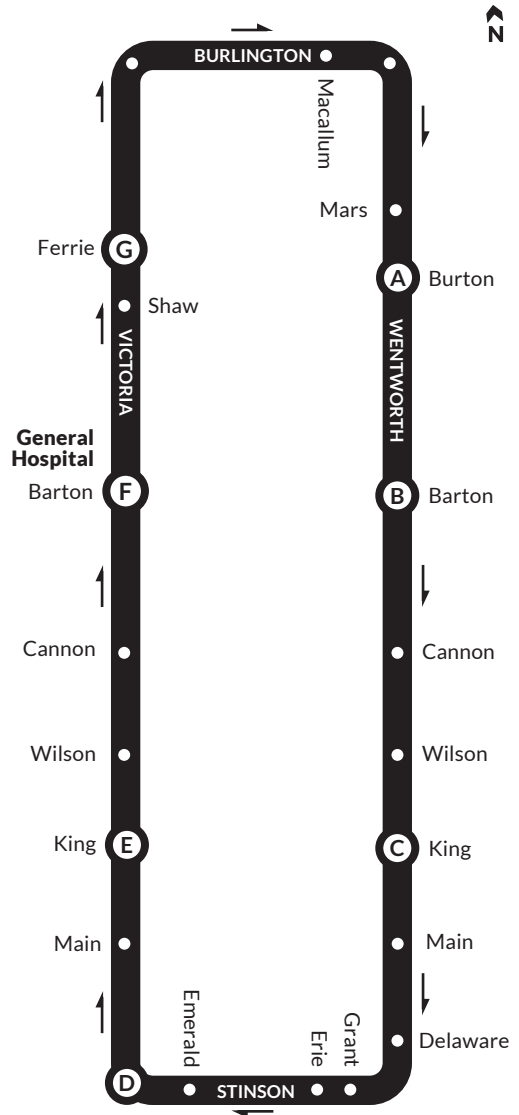 N
BURLINGTON
Macallum
Mars
Ferrie
G
A
Burton
Shaw
VICTORIA
WENTWORTH
General
Hospital
Barton
F
B
Barton
Cannon
Cannon
Wilson
Wilson
King
E
C
King
Main
Main
Emerald
Erie
Grant
Delaware
D
STINSON